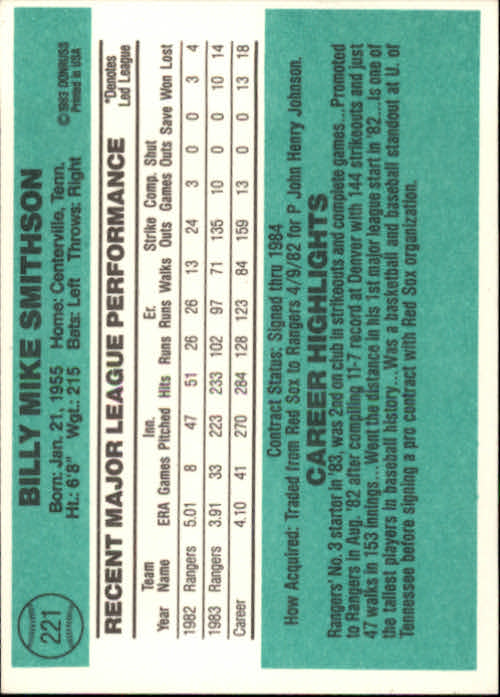 221
BILLY MIKE SMITHSON
©1983 DONRUSS
Printed in USA
Born: Jan. 21, 1955 Home: Centerville, Tenn.
Ht.: 6'8" Wgt.: 215 Bats: Left Throws: Right
RECENT MAJOR LEAGUE PERFORMANCE
*Denotes
Led League
Team Inn. Er. Strike Comp. Shut
Year Name ERA Games Pitched Hits Runs Runs Walks Outs Games Outs Save Won Lost
1982 Rangers 5.01 8 47 51 26 26 13 24 3 0 0 3 4
1983 Rangers 3.91 33 223 233 102 97 71 135 10 0 0 10 14
Career 4.10 41 270 284 128 123 84 159 13 0 0 13 18
Contract Status: Signed thru 1984
How Acquired: Traded from Red Sox to Rangers 4/9/82 for P John Henry Johnson.
CAREER HIGHLIGHTS
Rangers' No. 3 starter in '83, was 2nd on club in strikeouts and complete games...Promoted
to Rangers in Aug. '82 after compiling 11-7 record at Denver with 144 strikeouts and just
47 walks in 153 innings...Went the distance in his 1st major league start in '82...Is one of
the tallest players in baseball history...Was a basketball and baseball standout at U. of
Tennessee before signing a pro contract with Red Sox organization.